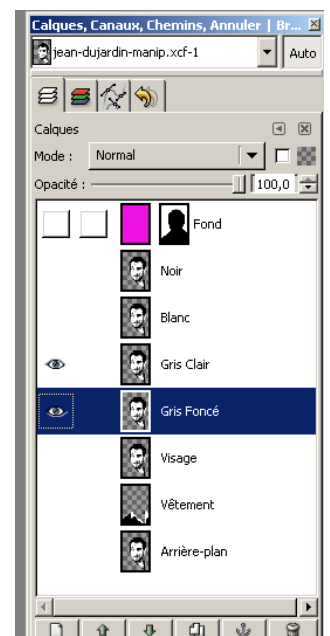 Calques, Canaux, Chemins, Annuler | Br...
jean-dujardin-manip.xcf-1
Auto
Calques
Mode : Normal
Opacité : 100,0
Fond
Noir
Blanc
Gris Clair
Gris Foncé
Visage
Vêtement
Arrière-plan